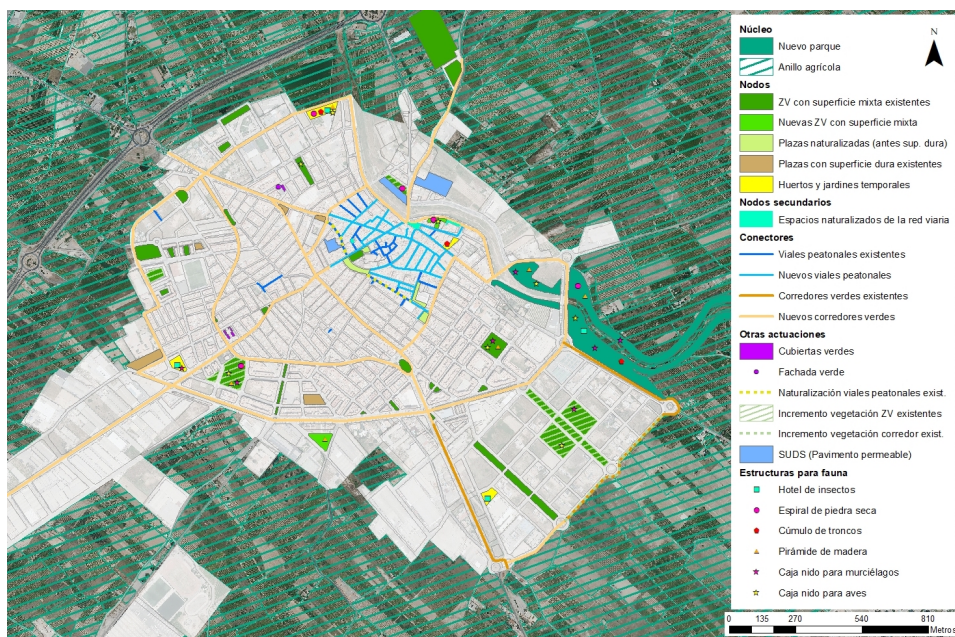 Núcleo
Nuevo parque
Anillo agrícola
Nodos
ZV con superficie mixta existentes
Nuevas ZV con superficie mixta
Plazas naturalizadas (antes sup. dura)
Plazas con superficie dura existentes
Huertos y jardines temporales
Nodos secundarios
Espacios naturalizados de la red viaria
Conectores
Viales peatonales existentes
Nuevos viales peatonales
Corredores verdes existentes
Nuevos corredores verdes
Otras actuaciones
Cubiertas verdes
Fachada verde
Naturalización viales peatonales exist.
Incremento vegetación ZV existentes
Incremento vegetación corredor exist.
SUDS (Pavimento permeable)
Estructuras para fauna
Hotel de insectos
Espiral de piedra seca
Cúmulo de troncos
Pirámide de madera
Caja nido para murciélagos
Caja nido para aves
N
0 135 270 540 810
Metros